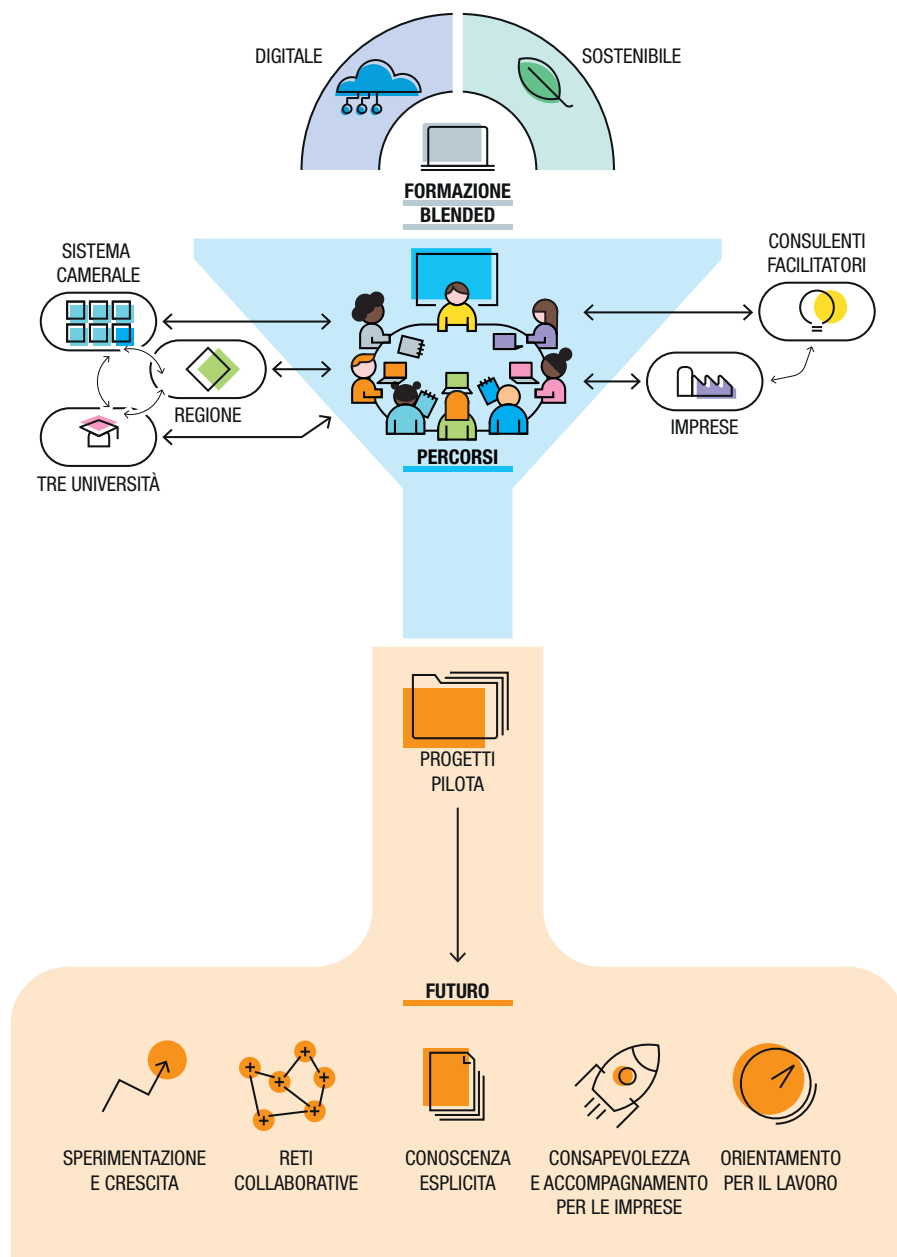 DIGITALE
SOSTENIBILE
FORMAZIONE
BLENDED
SISTEMA
CAMERALE
CONSULENTI
FACILITATORI
REGIONE
IMPRESE
TRE UNIVERSITÀ
PERCORSI
PROGETTI
PILOTA
FUTURO
SPERIMENTAZIONE
E CRESCITA
RETI
COLLABORATIVE
CONOSCENZA
ESPLICITA
CONSAPEVOLEZZA
E ACCOMPAGNAMENTO
PER LE IMPRESE
ORIENTAMENTO
PER IL LAVORO